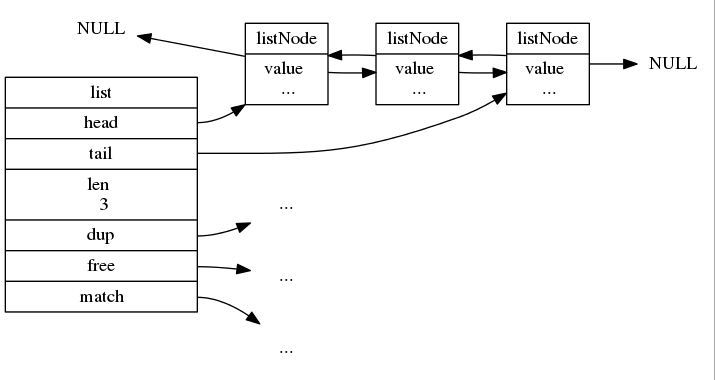 NULL
listNode
value
...
listNode
value
...
listNode
value
...
NULL
list
head
tail
len
3
dup
free
match
...
...
...